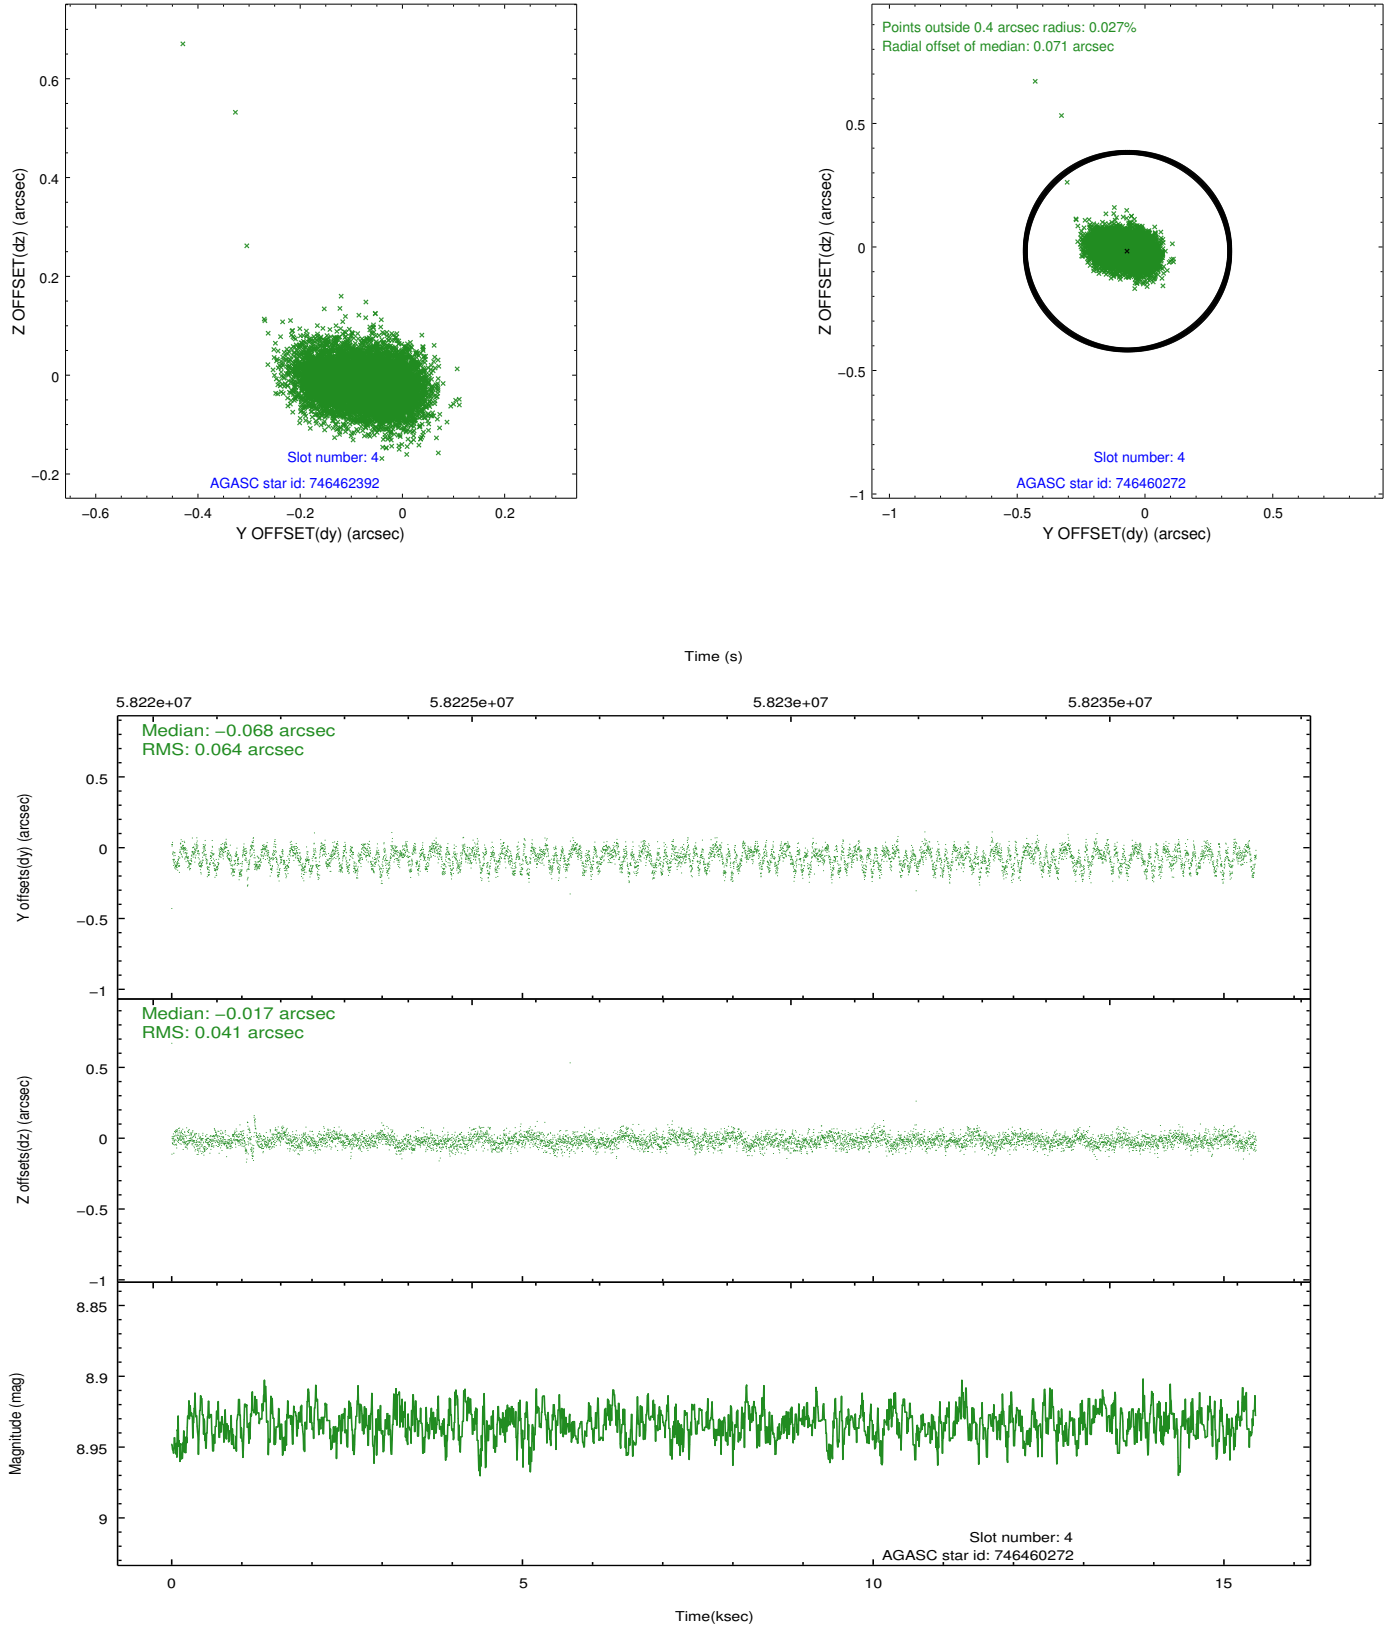 0.6
0.4
0.2
0
−0.2
Z OFFSET(dz) (arcsec)
Slot number: 4
AGASC star id: 746462392
−0.6 −0.4 −0.2 0 0.2
Y OFFSET(dy) (arcsec)
Points outside 0.4 arcsec radius: 0.027%
Radial offset of median: 0.071 arcsec
0.5
0
−0.5
−1
Z OFFSET(dz) (arcsec)
Slot number: 4
AGASC star id: 746460272
−1 −0.5 0 0.5
Y OFFSET(dy) (arcsec)
Time (s)
5.822e+07 5.8225e+07 5.823e+07 5.8235e+07
Median: −0.068 arcsec
RMS: 0.064 arcsec
0.5
0
−0.5
−1
Y offsets(dy) (arcsec)
Median: −0.017 arcsec
RMS: 0.041 arcsec
0.5
0
−0.5
−1
Z offsets(dz) (arcsec)
8.85
8.9
8.95
9
Magnitude (mag)
Slot number: 4
AGASC star id: 746460272
0 5 10 15
Time(ksec)